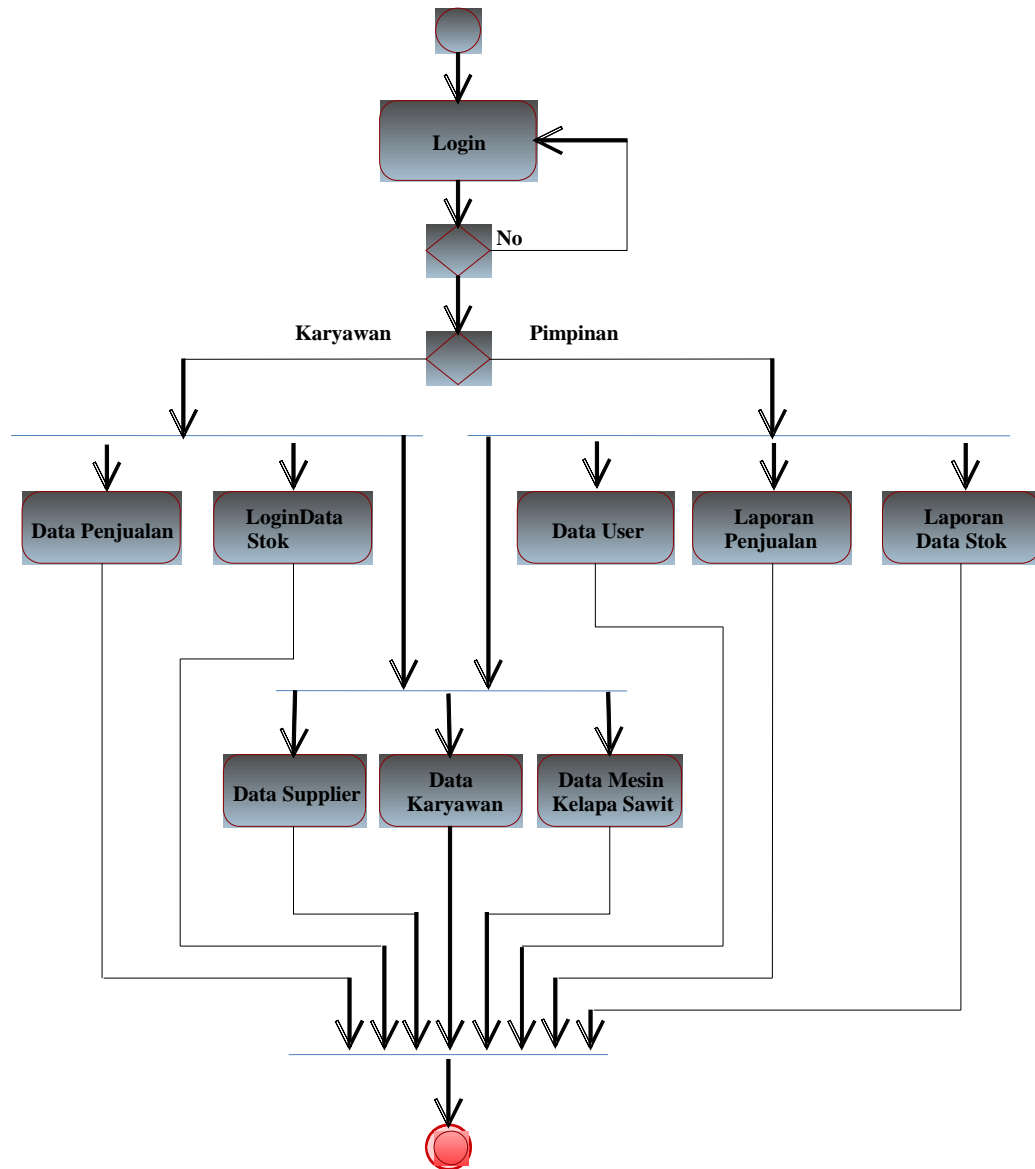 Login
No
Karyawan
Pimpinan
Data Penjualan
LoginData
Stok
Data User
Laporan
Penjualan
Laporan
Data Stok
Data Supplier
Data
Karyawan
Data Mesin
Kelapa Sawit